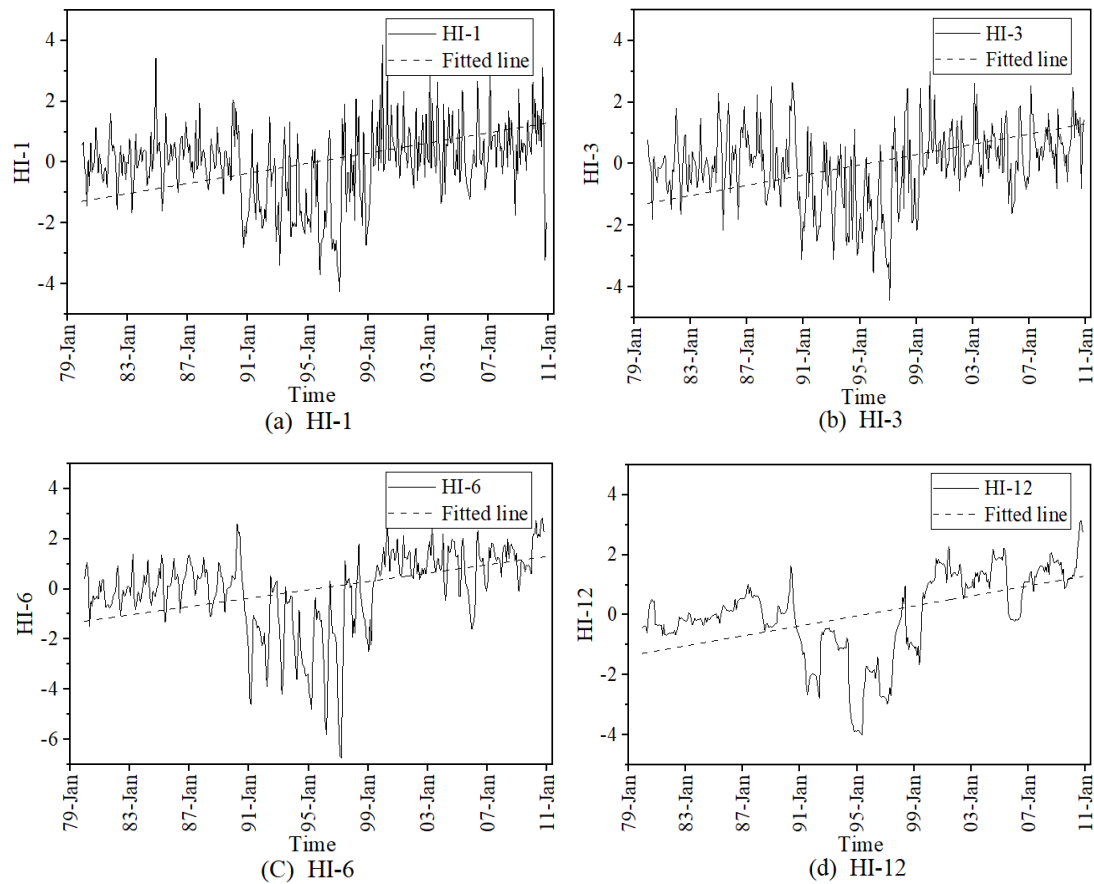 HI-1
Fitted line
4
2
0
-2
-4
HI-1
79-Jan
83-Jan
87-Jan
91-Jan
95-Jan
99-Jan
03-Jan
07-Jan
11-Jan
Time
(a) HI-1
HI-3
Fitted line
4
2
0
-2
-4
HI-3
79-Jan
83-Jan
87-Jan
91-Jan
95-Jan
99-Jan
03-Jan
07-Jan
11-Jan
Time
(b) HI-3
HI-6
Fitted line
4
2
0
-2
-4
-6
HI-6
79-Jan
83-Jan
87-Jan
91-Jan
95-Jan
99-Jan
03-Jan
07-Jan
11-Jan
Time
(C) HI-6
HI-12
Fitted line
4
2
0
-2
-4
HI-12
79-Jan
83-Jan
87-Jan
91-Jan
95-Jan
99-Jan
03-Jan
07-Jan
11-Jan
Time
(d) HI-12